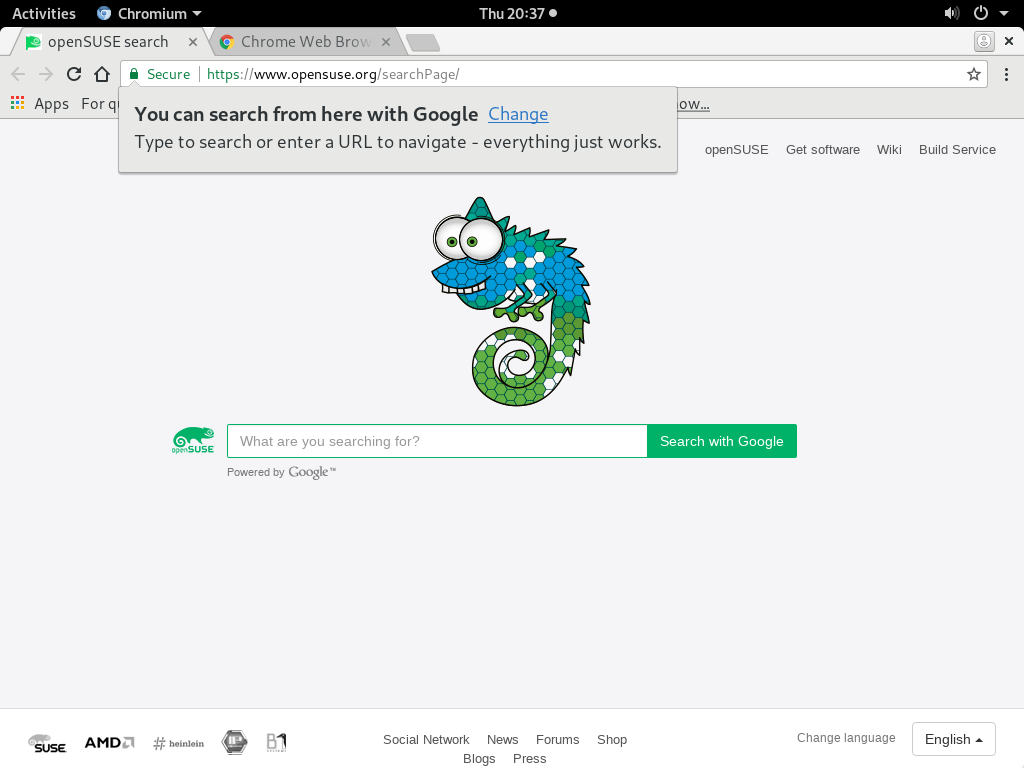 Activities Chromium Thu 20:37
openSUSE search Chrome Web Brow
Secure https://www.opensuse.org/searchPage/
Apps For qu ow...
You can search from here with Google Change
Type to search or enter a URL to navigate - everything just works.
openSUSE Get software Wiki Build Service
openSUSE What are you searching for? Search with Google
Powered by Google™
SUSE AMD # heinlein IP B1 Social Network News Forums Shop Change language English
Blogs Press